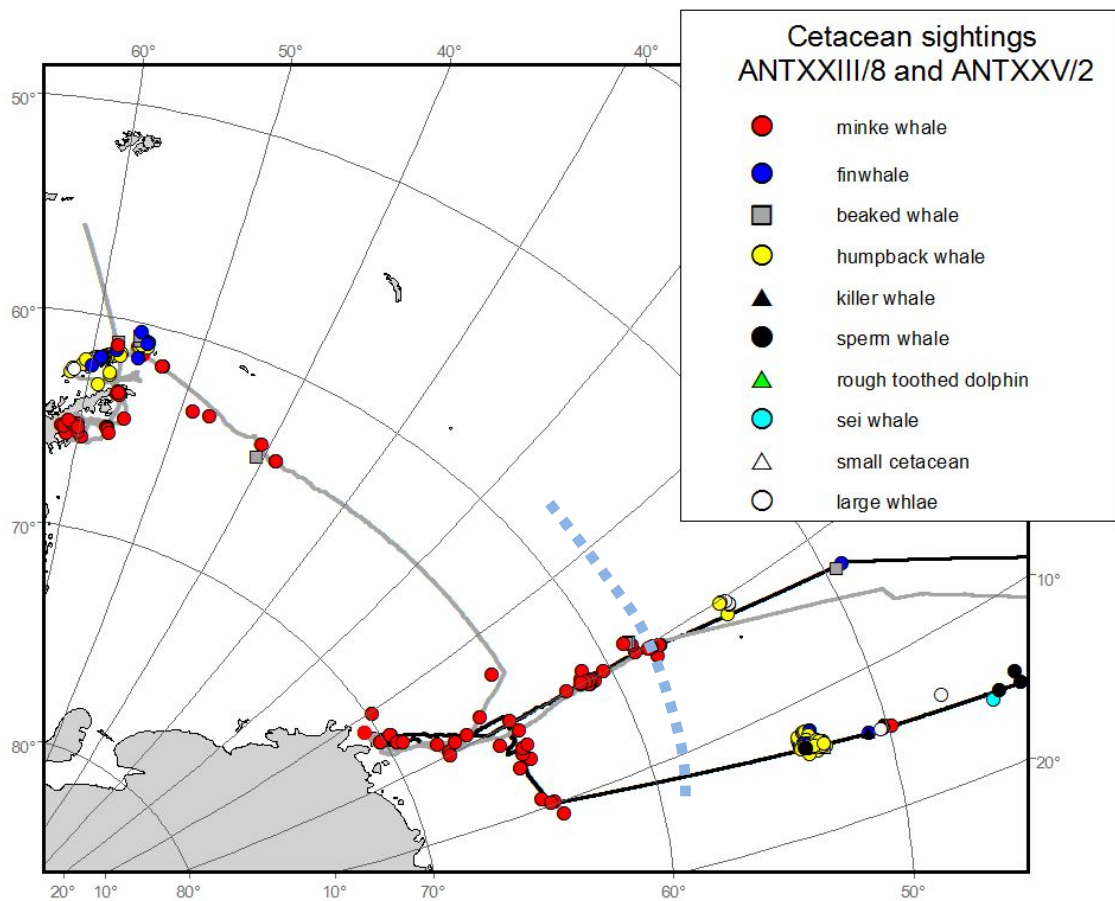 Cetacean sightings
ANTXXIII/8 and ANTXXV/2
minke whale
finwhale
beaked whale
humpback whale
killer whale
sperm whale
rough toothed dolphin
sei whale
small cetacean
large whlae
60° 50° 40° 40°
50°
60°
70°
80°
10°
20°
20° 10° 80° 10° 70° 60° 50°